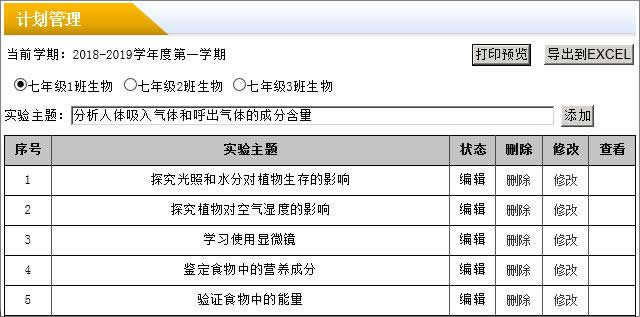 计划管理
当前学期：2018-2019学年度第一学期 打印预览 导出到EXCEL
七年级1班生物 七年级2班生物 七年级3班生物
实验主题：分析人体吸入气体和呼出气体的成分含量 添加
序号 实验主题 状态 删除 修改 查看
1 探究光照和水分对植物生存的影响 编辑 删除 修改
2 探究植物对空气湿度的影响 编辑 删除 修改
3 学习使用显微镜 编辑 删除 修改
4 鉴定食物中的营养成分 编辑 删除 修改
5 验证食物中的能量 编辑 删除 修改